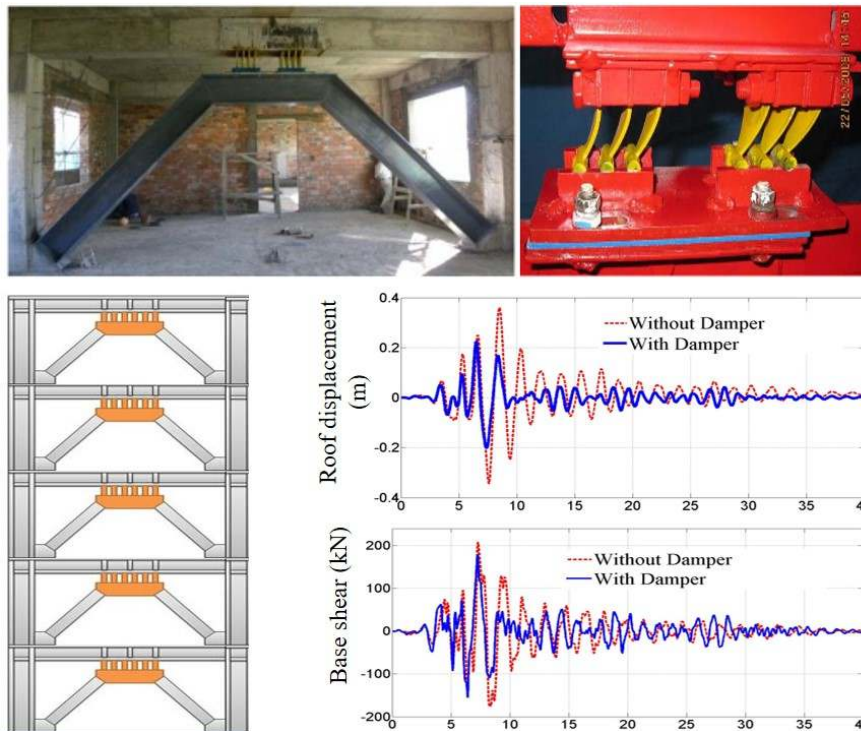 22/05/2008 14:15
0.4
Without Damper
With Damper
0.2
0
-0.2
-0.4
0 5 10 15 20 25 30 35 40
Roof displacement
(m)
200
Without Damper
With Damper
100
0
-100
-200
0 5 10 15 20 25 30 35 40
Base shear (kN)